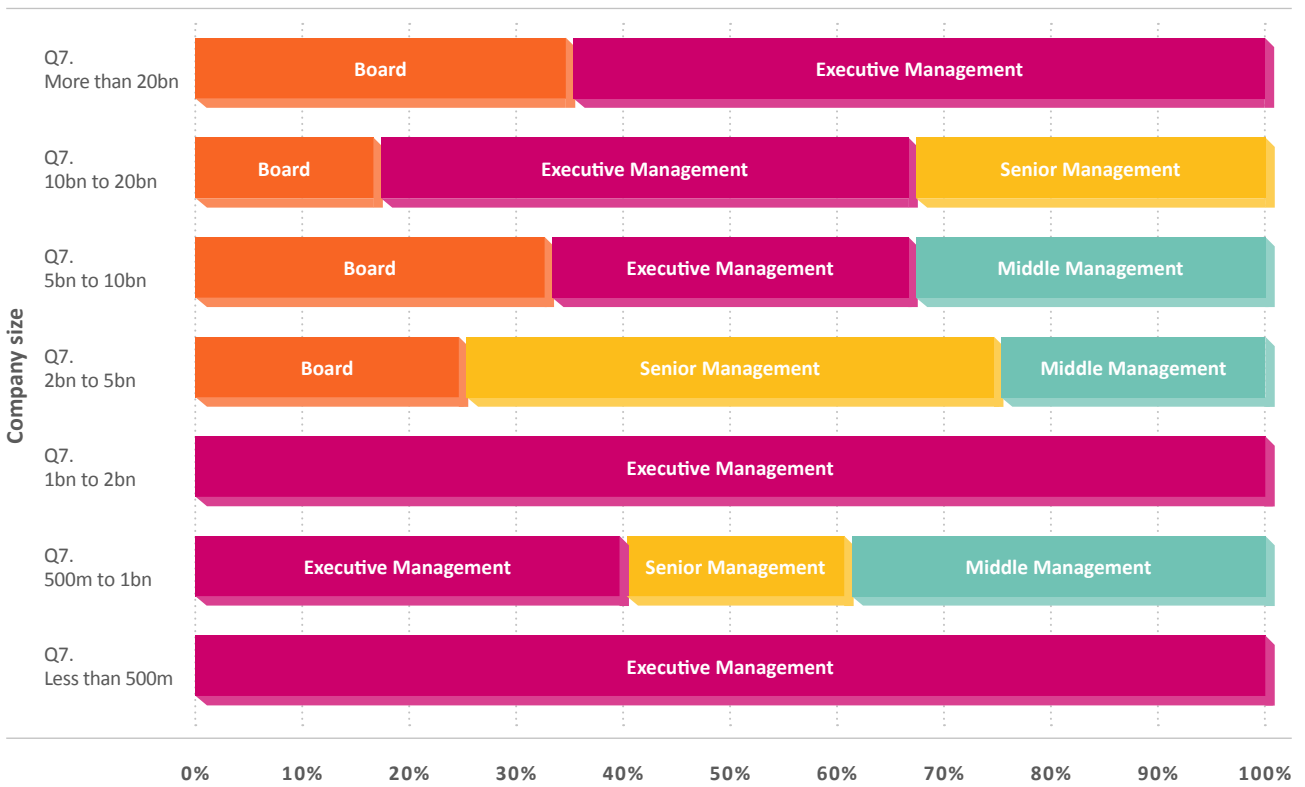 Company size
Q7.
More than 20bn
Board
Executive Management
Q7.
10bn to 20bn
Board
Executive Management
Senior Management
Q7.
5bn to 10bn
Board
Executive Management
Middle Management
Q7.
2bn to 5bn
Board
Senior Management
Middle Management
Q7.
1bn to 2bn
Executive Management
Q7.
500m to 1bn
Executive Management
Senior Management
Middle Management
Q7.
Less than 500m
Executive Management
0% 10% 20% 30% 40% 50% 60% 70% 80% 90% 100%